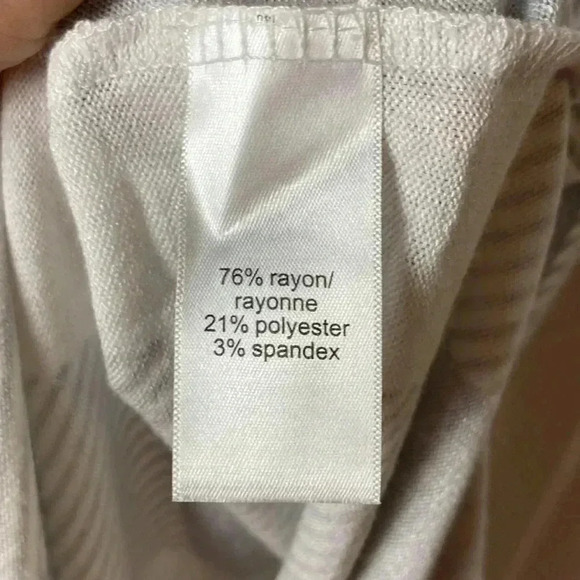 76% rayon/
rayonne
21% polyester
3% spandex